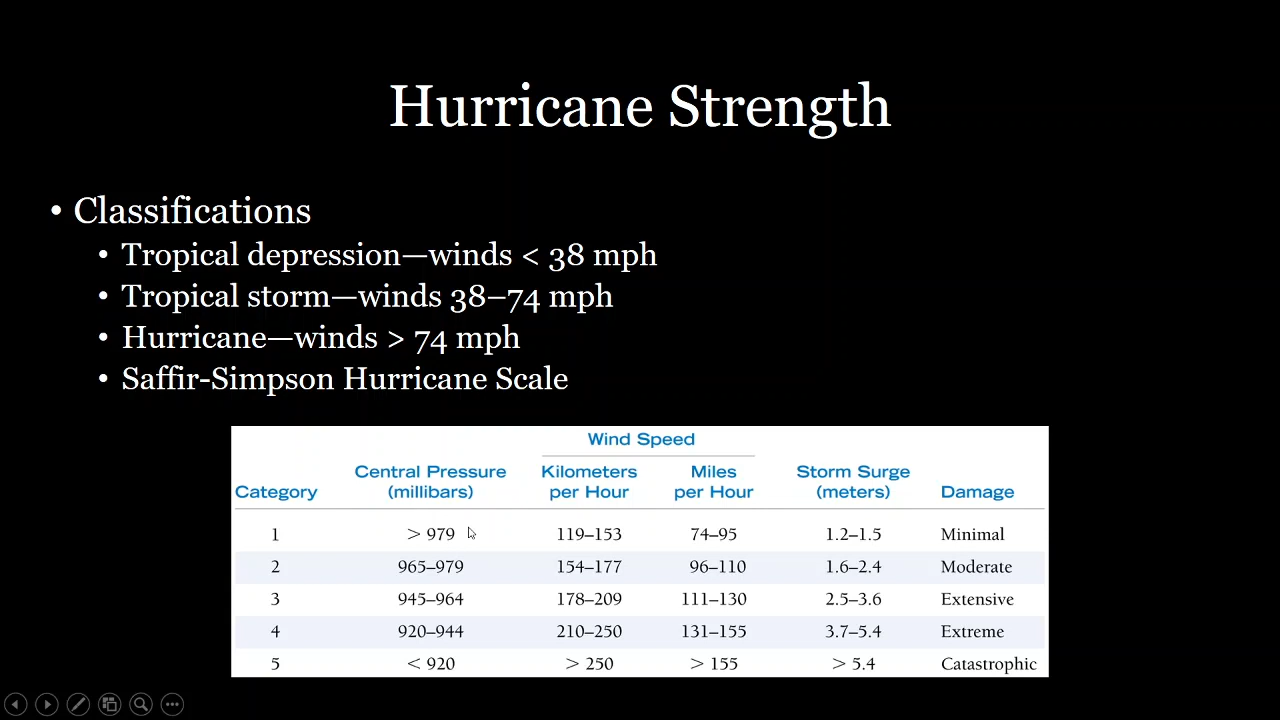 Hurricane Strength
• Classifications
• Tropical depression—winds < 38 mph
• Tropical storm—winds 38–74 mph
• Hurricane—winds > 74 mph
• Saffir-Simpson Hurricane Scale
Wind Speed
Category Central Pressure (millibars) Kilometers per Hour Miles per Hour Storm Surge (meters) Damage
1 > 979 119–153 74–95 1.2–1.5 Minimal
2 965–979 154–177 96–110 1.6–2.4 Moderate
3 945–964 178–209 111–130 2.5–3.6 Extensive
4 920–944 210–250 131–155 3.7–5.4 Extreme
5 < 920 > 250 > 155 > 5.4 Catastrophic